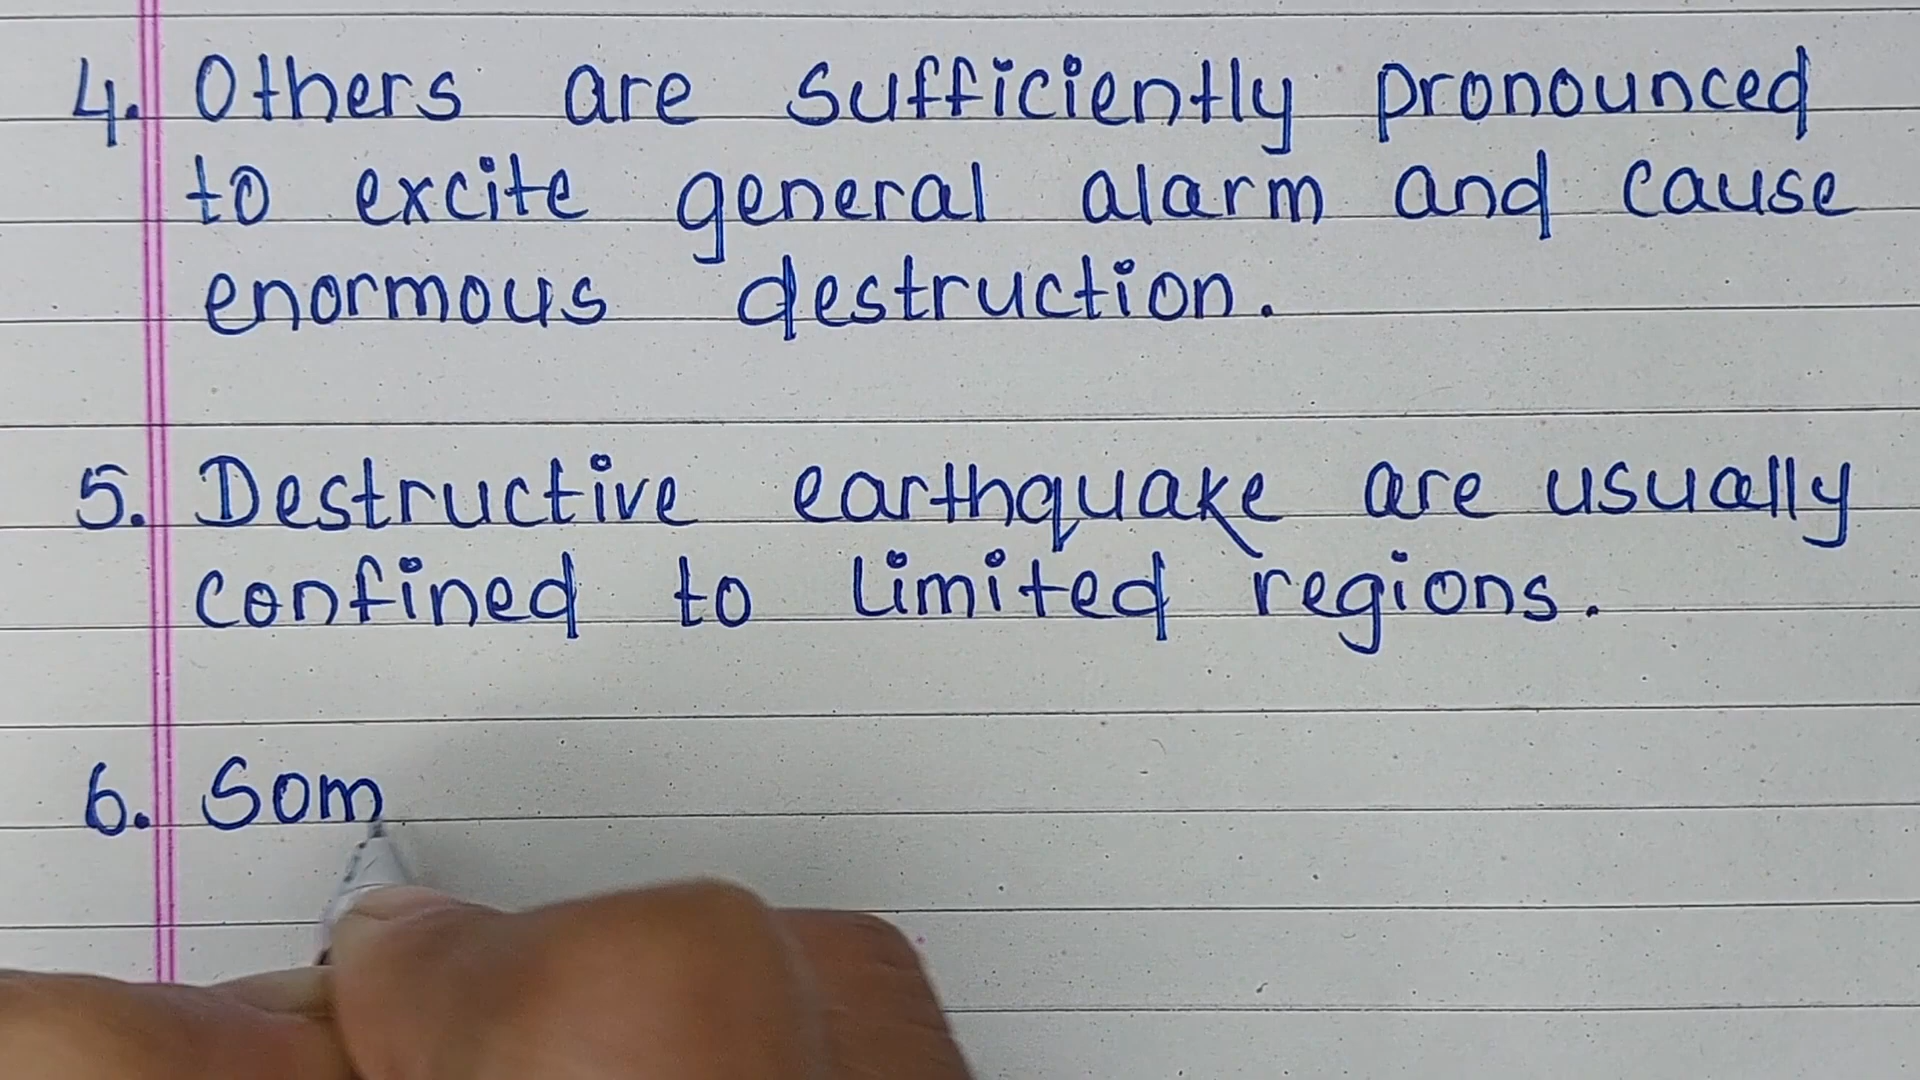 4. Others are sufficiently pronounced
to excite general alarm and cause
enormous destruction.
5. Destructive earthquake are usually
confined to limited regions.
6. Som